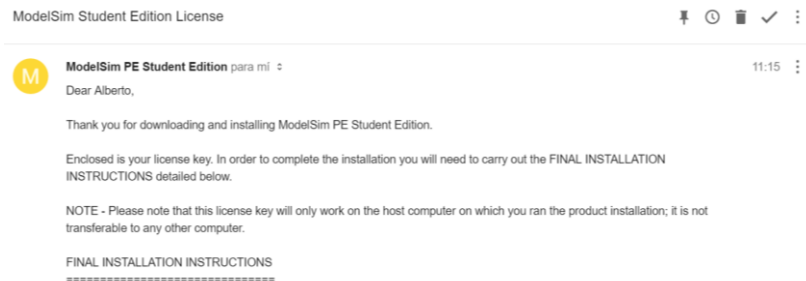 ModelSim Student Edition License
M
ModelSim PE Student Edition para mí
11:15
Dear Alberto,
Thank you for downloading and installing ModelSim PE Student Edition.
Enclosed is your license key. In order to complete the installation you will need to carry out the FINAL INSTALLATION
INSTRUCTIONS detailed below.
NOTE - Please note that this license key will only work on the host computer on which you ran the product installation; it is not
transferable to any other computer.
FINAL INSTALLATION INSTRUCTIONS
===============================